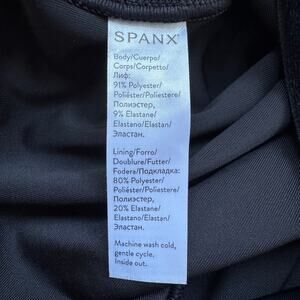 SPANX®
Body/Cuerpo/
Corps/Corpetto/
Лиф:
91% Polyester/
Poliéster/Poliestere/
Полиэстер,
9% Elastane/
Elastano/Elastan/
Эластан.
Lining/Forro/
Doublure/Futter/
Fodera/Подкладка:
80% Polyester/
Poliéster/Poliestere/
Полиэстер,
20% Elastane/
Elastano/Elastan/
Эластан.
Machine wash cold,
gentle cycle.
Inside out.